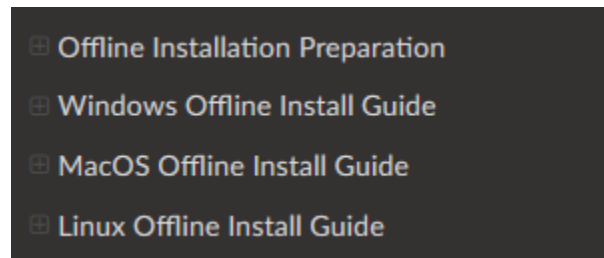 Offline Installation Preparation
Windows Offline Install Guide
MacOS Offline Install Guide
Linux Offline Install Guide